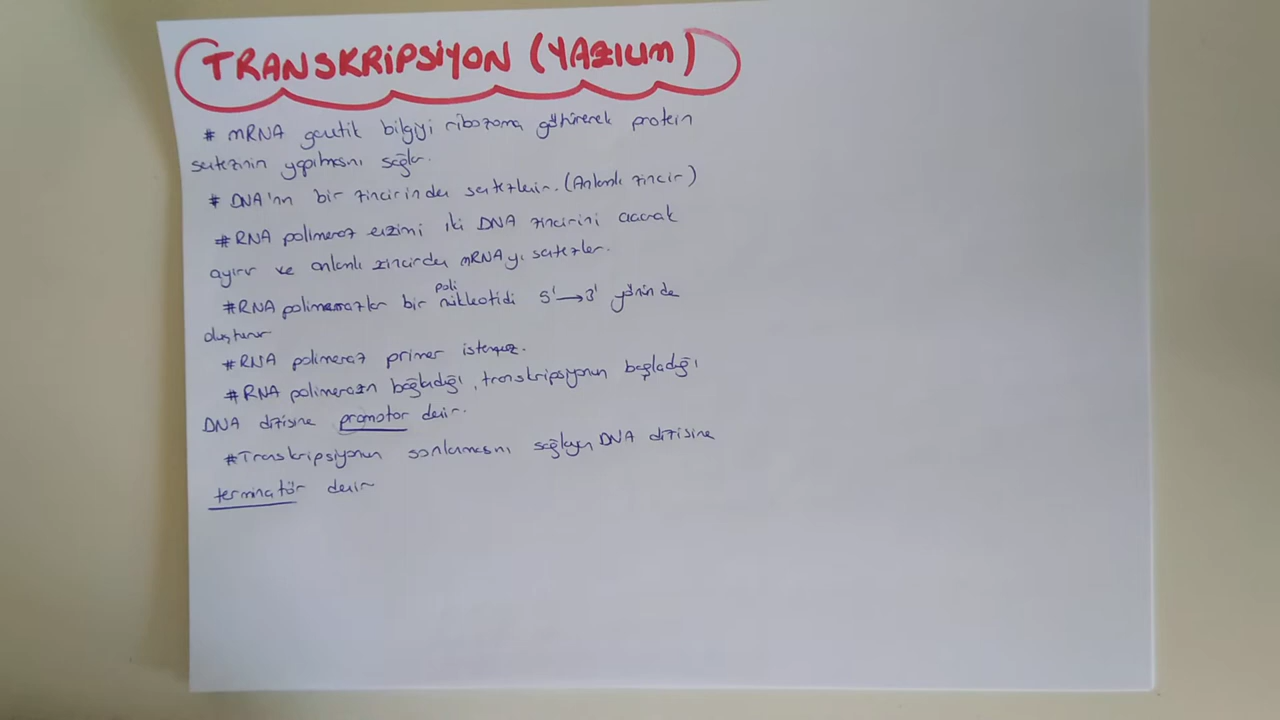 TRANSKRİPSİYON (YAZILIM)
# mRNA genetik bilgiyi ribozoma götürerek protein
sentezinin yapılmasını sağlar.
# DNA'nın bir zincirinden sentezlenir. (Anlamlı zincir)
#RNA polimeraz enzimi iki DNA zincirini açarak
ayırır ve anlamlı zincirden mRNA yı sentezler.
#RNA polimerazlar bir poli nükleotidi 5' → 3' yönünde
oluşturur
#RNA polimeraz primer istemez.
#RNA polimerazın bağladığı, transkripsiyonun başladığı
DNA dizisine promotor denir.
#Transkripsiyonun sonlanmasını sağlayan DNA dizisine
terminatör denir